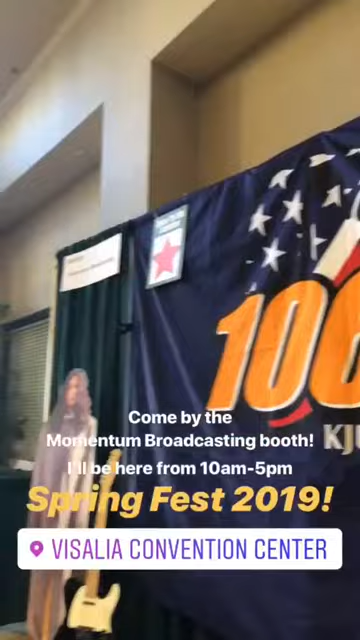 100
KJU
Come by the
Momentum Broadcasting booth!
I'll be here from 10am-5pm
Spring Fest 2019!
VISALIA CONVENTION CENTER